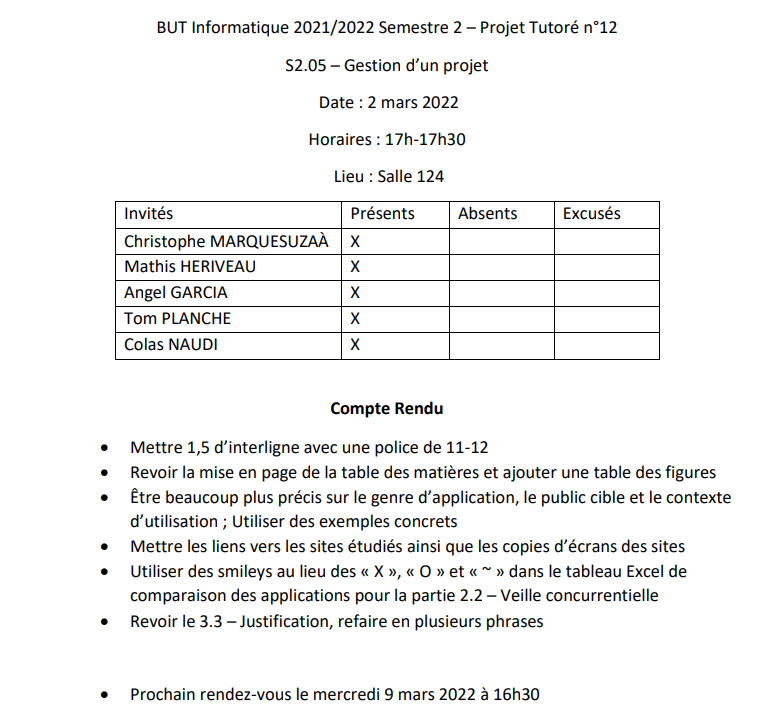 BUT Informatique 2021/2022 Semestre 2 – Projet Tutoré n°12
S2.05 – Gestion d’un projet
Date : 2 mars 2022
Horaires : 17h-17h30
Lieu : Salle 124
Invités Présents Absents Excusés
Christophe MARQUESUZAÀ X
Mathis HERIVEAU X
Angel GARCIA X
Tom PLANCHE X
Colas NAUDI X
Compte Rendu
• Mettre 1,5 d’interligne avec une police de 11-12
• Revoir la mise en page de la table des matières et ajouter une table des figures
• Être beaucoup plus précis sur le genre d’application, le public cible et le contexte
d’utilisation ; Utiliser des exemples concrets
• Mettre les liens vers les sites étudiés ainsi que les copies d’écrans des sites
• Utiliser des smileys au lieu des « X », « O » et « ~ » dans le tableau Excel de
comparaison des applications pour la partie 2.2 – Veille concurrentielle
• Revoir le 3.3 – Justification, refaire en plusieurs phrases
• Prochain rendez-vous le mercredi 9 mars 2022 à 16h30